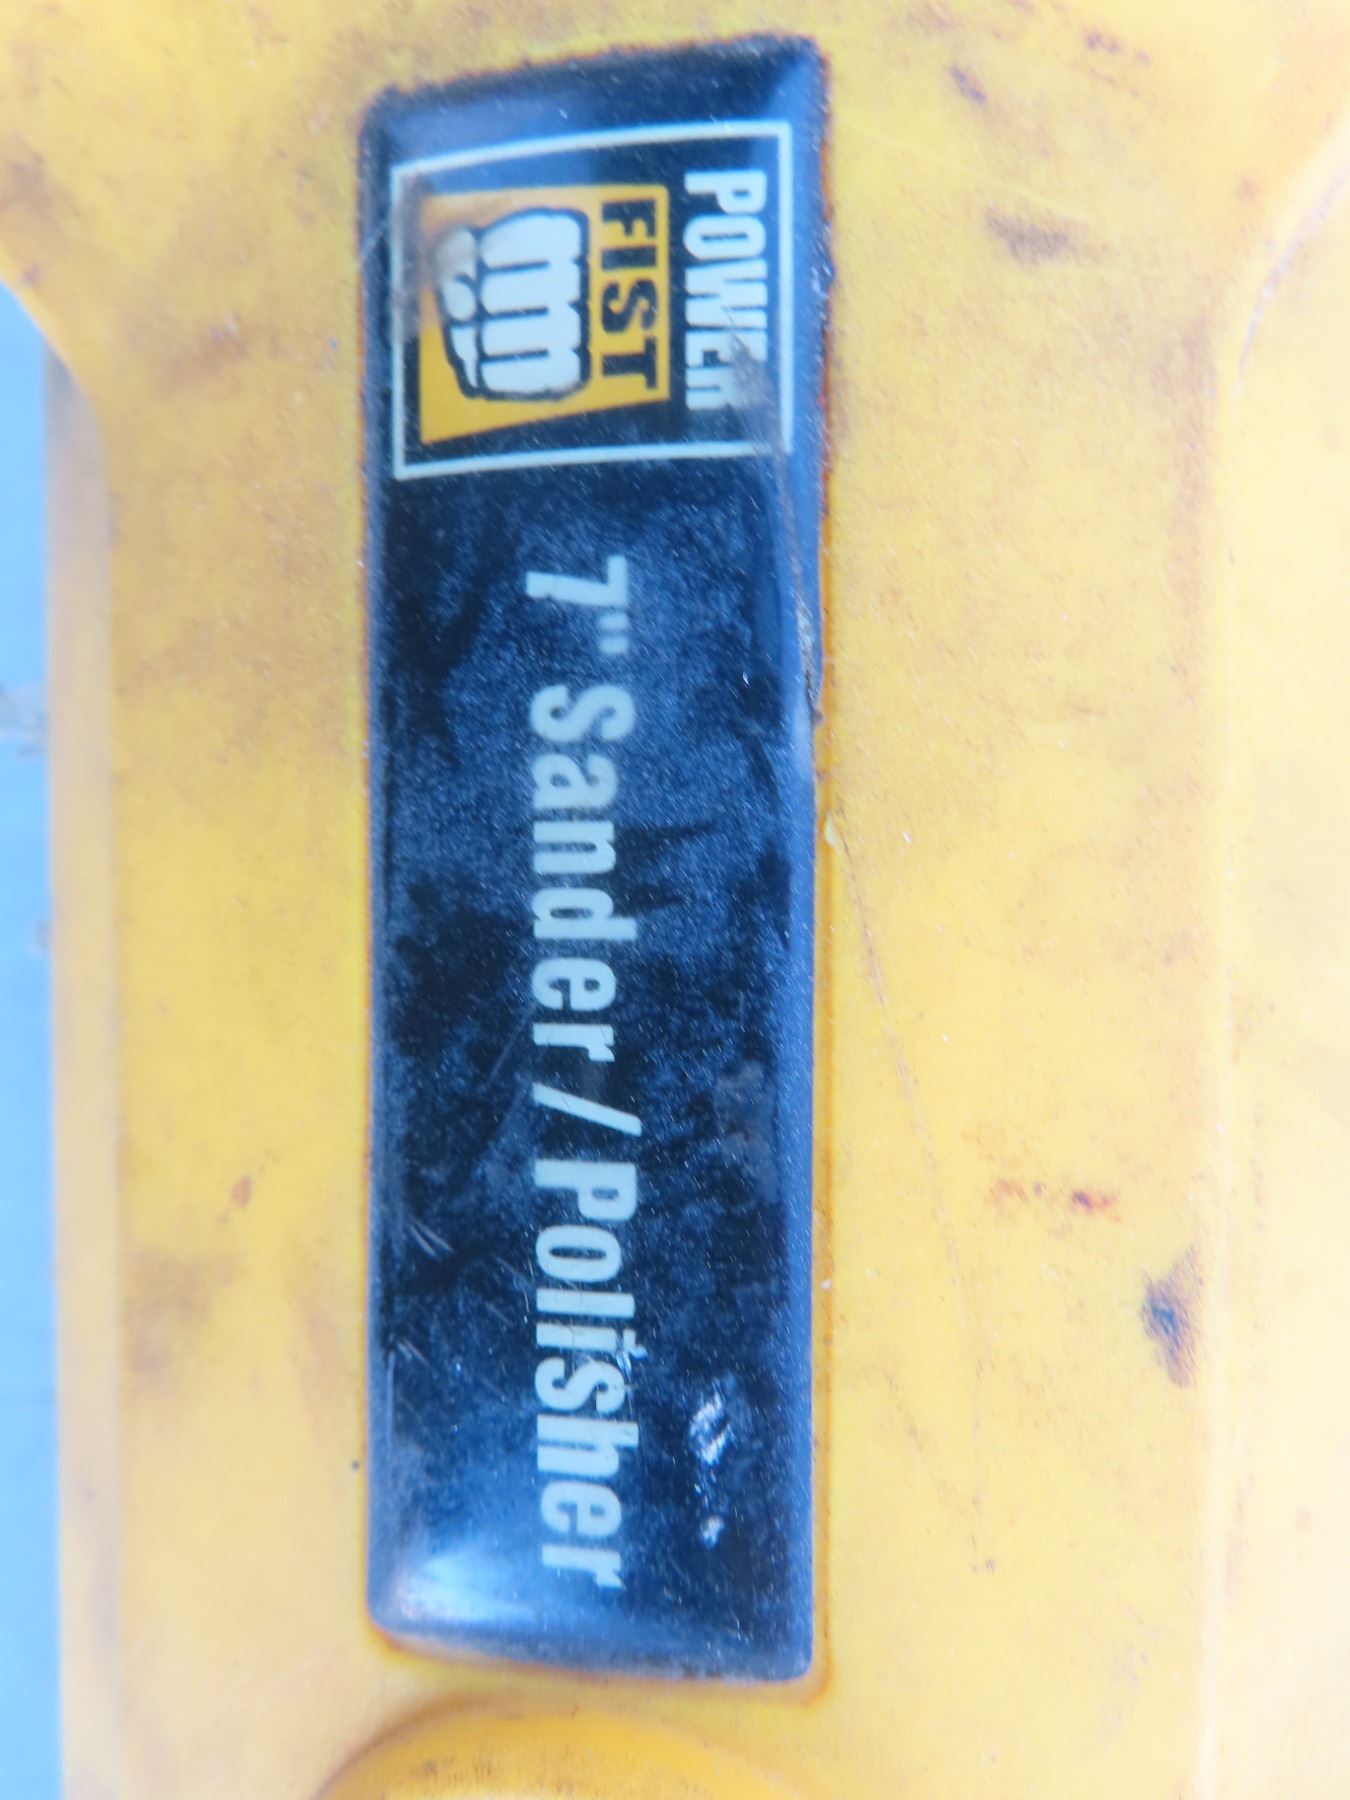 POWER
FIST
7" Sander / Polisher